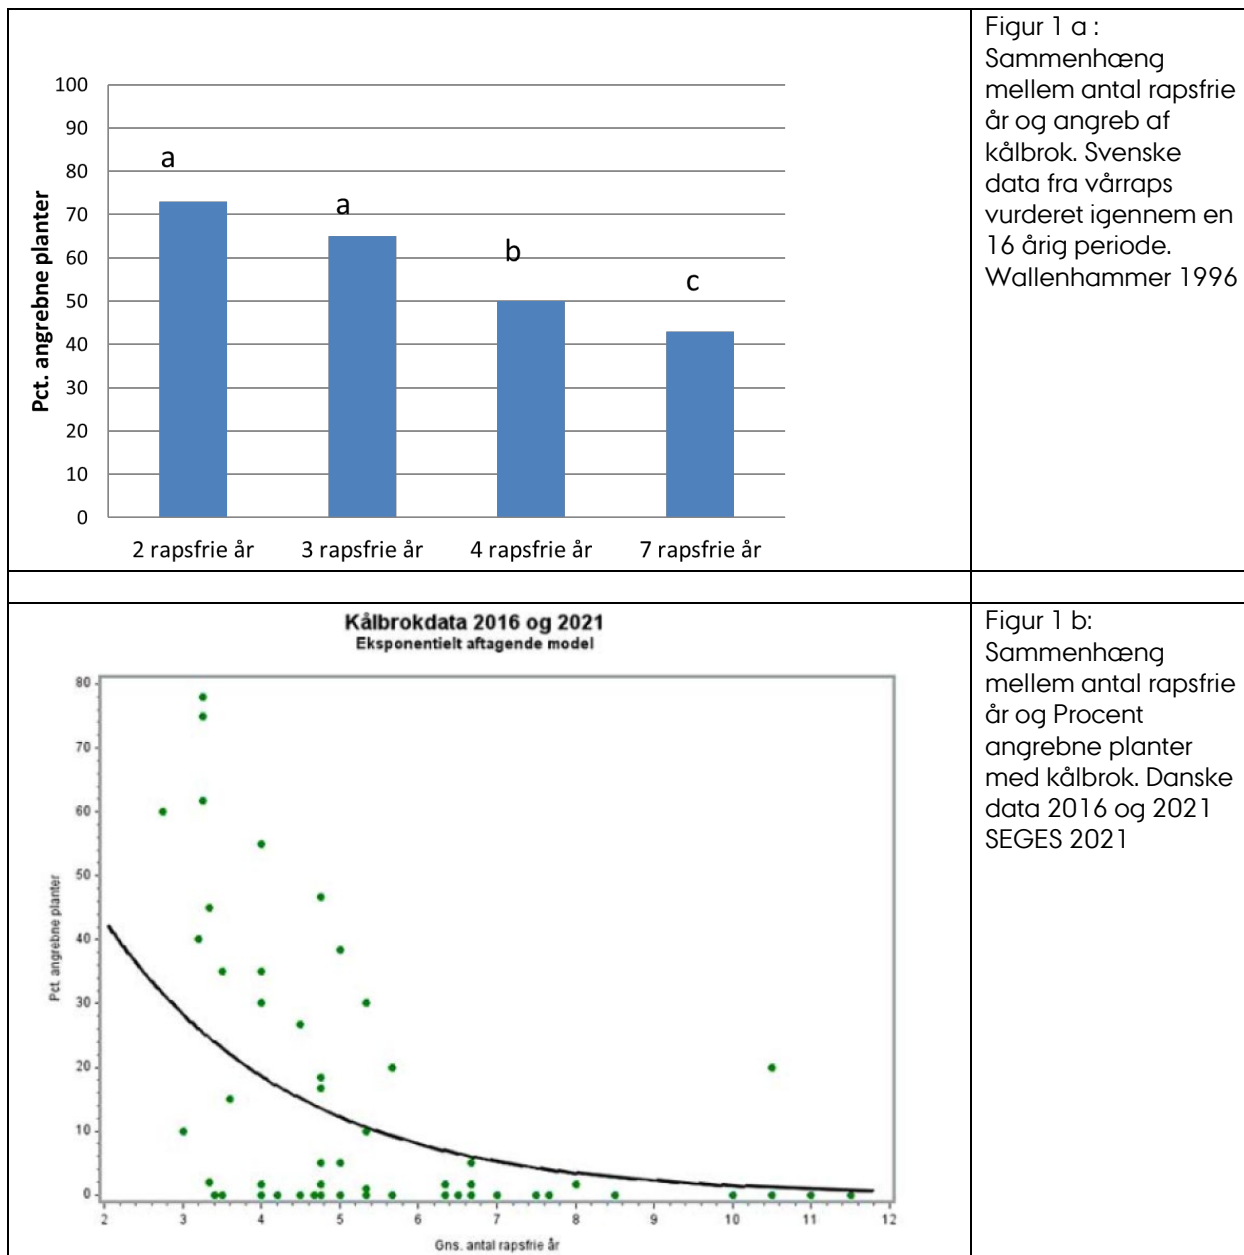 100
90
80
70
60
50
40
30
20
10
0
Pct. angrebne planter
a
a
b
c
2 rapsfrie år
3 rapsfrie år
4 rapsfrie år
7 rapsfrie år
Figur 1 a :
Sammenhæng
mellem antal rapsfrie
år og angreb af
kålbrok. Svenske
data fra vårraps
vurderet igennem en
16 årig periode.
Wallenhammer 1996
Kålbrokdata 2016 og 2021
Eksponentielt aftagende model
80
70
60
50
40
30
20
10
0
Pct. angrebne planter
2 3 4 5 6 7 8 9 10 11 12
Gns. antal rapsfrie år
Figur 1 b:
Sammenhæng
mellem antal rapsfrie
år og Procent
angrebne planter
med kålbrok. Danske
data 2016 og 2021
SEGES 2021